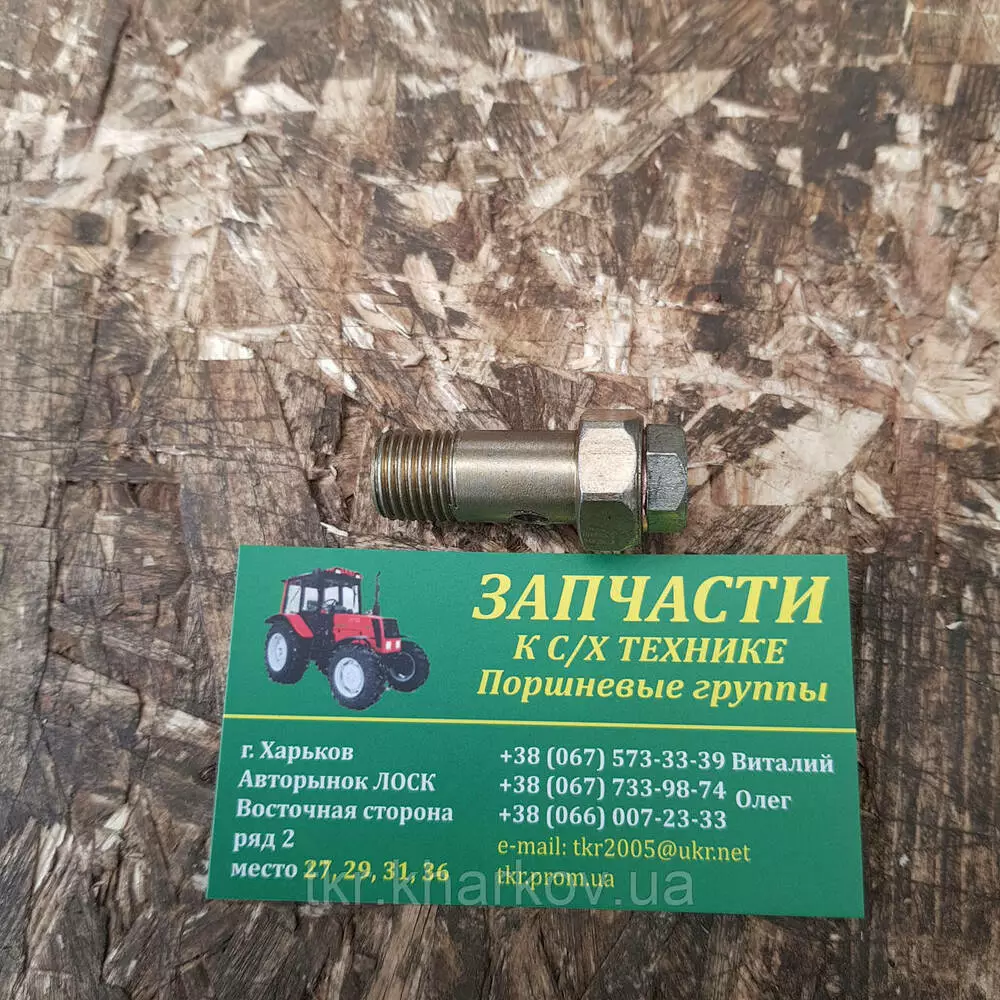 ЗАПЧАСТИ
К С/Х ТЕХНИКЕ
Поршневые группы
г. Харьков
Авторынок ЛОСК
Восточная сторона
ряд 2
место 27, 29, 31, 36
+38 (067) 573-33-39 Виталий
+38 (067) 733-98-74 Олег
+38 (066) 007-23-33
e-mail: tkr2005@ukr.net
tkr.prom.ua
tkr.kharkov.ua